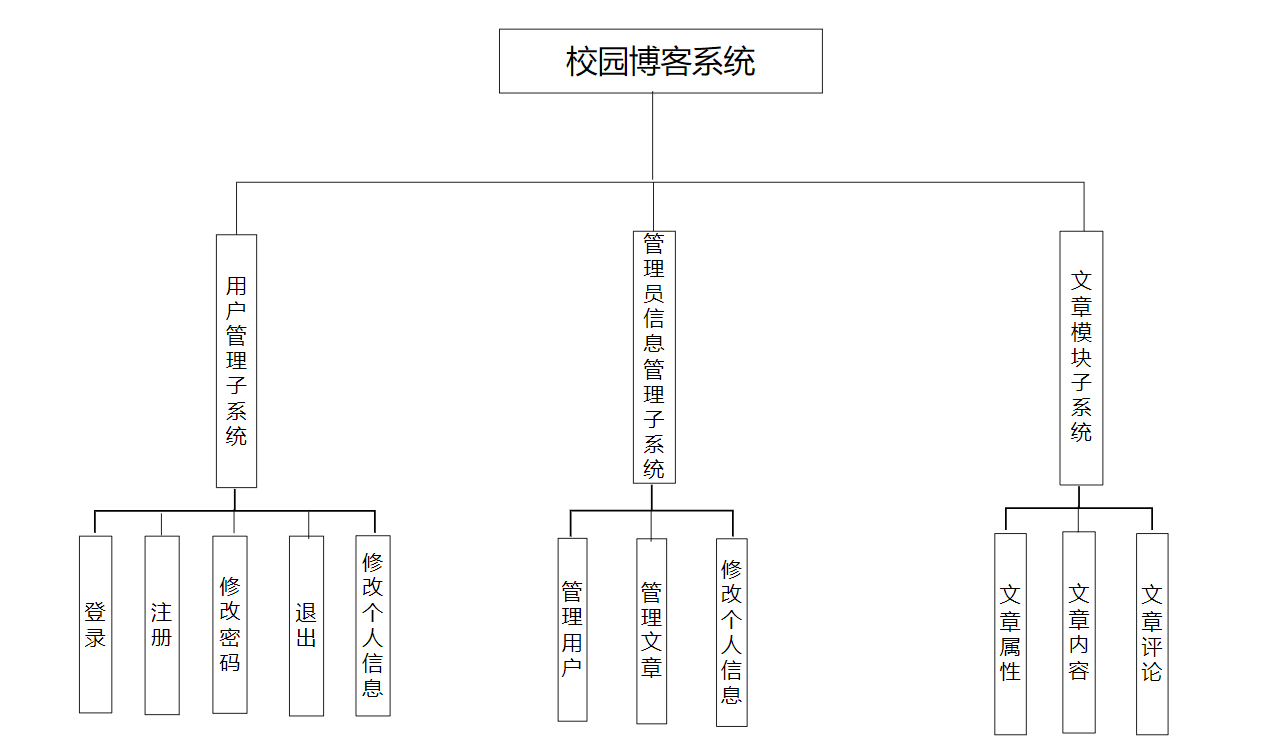 校园博客系统
用户管理子系统
管理员信息管理子系统
文章模块子系统
登录
注册
修改密码
退出
修改个人信息
管理用户
管理文章
修改个人信息
文章属性
文章内容
文章评论